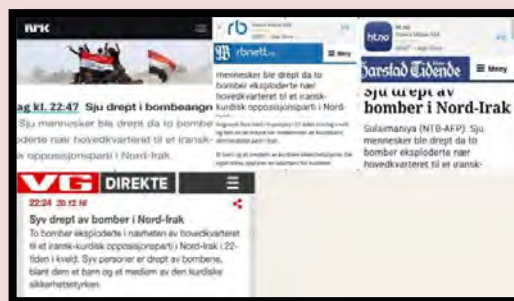 NRK
ag kl. 22:47 Sju drept i bombeangn
Sju mennesker ble drept da to bombe
oderte nær hovedkvarteret til et iransk-
sk opposisjonsparti i Nord-Irak.
rb
rbnett.no
Meny
mennesker ble drept da to
bomber eksploderte nær
hovedkvarteret til et iransk-kurdisk
opposisjonsparti i Nord-
ht.no
Harstad Tidende
Meny
Sju drept av
bomber i Nord-Irak
Sulaimaniya (NTB-AFP): Sju
mennesker ble drept da to
bomber eksploderte nær
hovedkvarteret til et iransk-
VG DIREKTE
22:24 20.12.16
Syv drept av bomber i Nord-Irak
To bomber eksploderte i nærheten av hovedkvarteret
til et iransk-kurdisk opposisjonsparti i Nord-Irak i 22-
tiden i kveld. Syv personer er drept av bombene,
blant dem et barn og et medlem av den kurdiske
sikkerhetsstyrken.